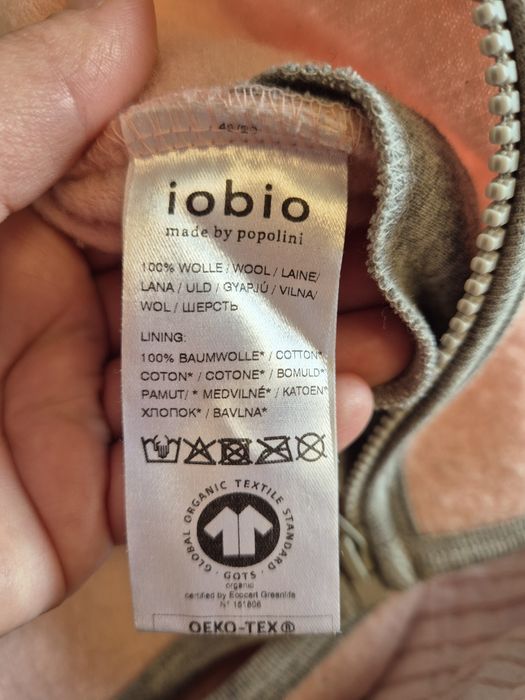 iobio
made by popolini
100% WOLLE / WOOL / LAINE/
LANA / ULD / GYAPJÚ / VILNA/
WOL / ШЕРСТЬ
LINING:
100% BAUMWOLLE* / COTTON*
COTON* / COTONE* / BOMULD*
PAMUT/ * MEDVILNÉ* / KATOEN*
ХЛОПОК* / BAVLNA*
GLOBAL ORGANIC TEXTILE STANDARD
· GOTS ·
organic
certified by Ecocert Greenlife
N° 151606
OEKO-TEX®